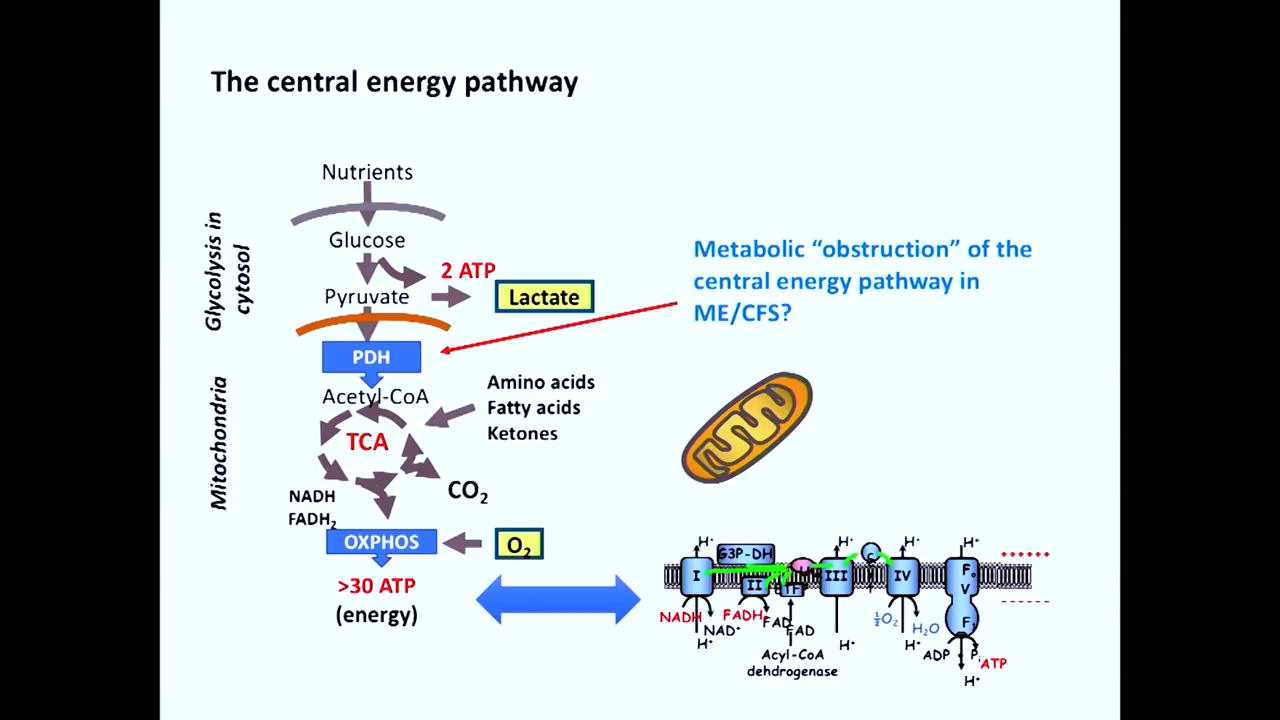 The central energy pathway
Nutrients
Glycolysis in
cytosol
Glucose
2 ATP
Pyruvate
Lactate
Metabolic “obstruction” of the
central energy pathway in
ME/CFS?
PDH
Mitochondria
Acetyl-CoA
Amino acids
Fatty acids
Ketones
TCA
CO₂
NADH
FADH₂
OXPHOS
O₂
>30 ATP
(energy)
H⁺
G3P-DH
H⁺
C
H⁺
H⁺
I
II
III
IV
F₀
V
F₁
NADH
NAD⁺
H⁺
FADH₂
FAD
FAD
Acyl-CoA
dehdrogenase
H⁺
½O₂
H₂O
H⁺
ADP
Pᵢ
ATP
H⁺